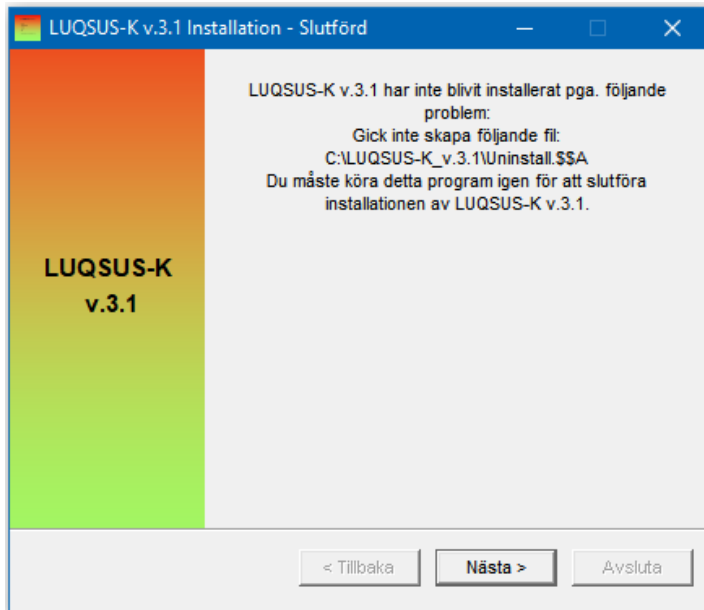 LUQSUS-K v.3.1 Installation - Slutförd
LUQSUS-K v.3.1 har inte blivit installerat pga. följande
problem:
Gick inte skapa följande fil:
C:\LUQSUS-K_v.3.1\Uninstall.$$A
Du måste köra detta program igen för att slutföra
installationen av LUQSUS-K v.3.1.
LUQSUS-K
v.3.1
< Tillbaka
Nästa >
Avsluta